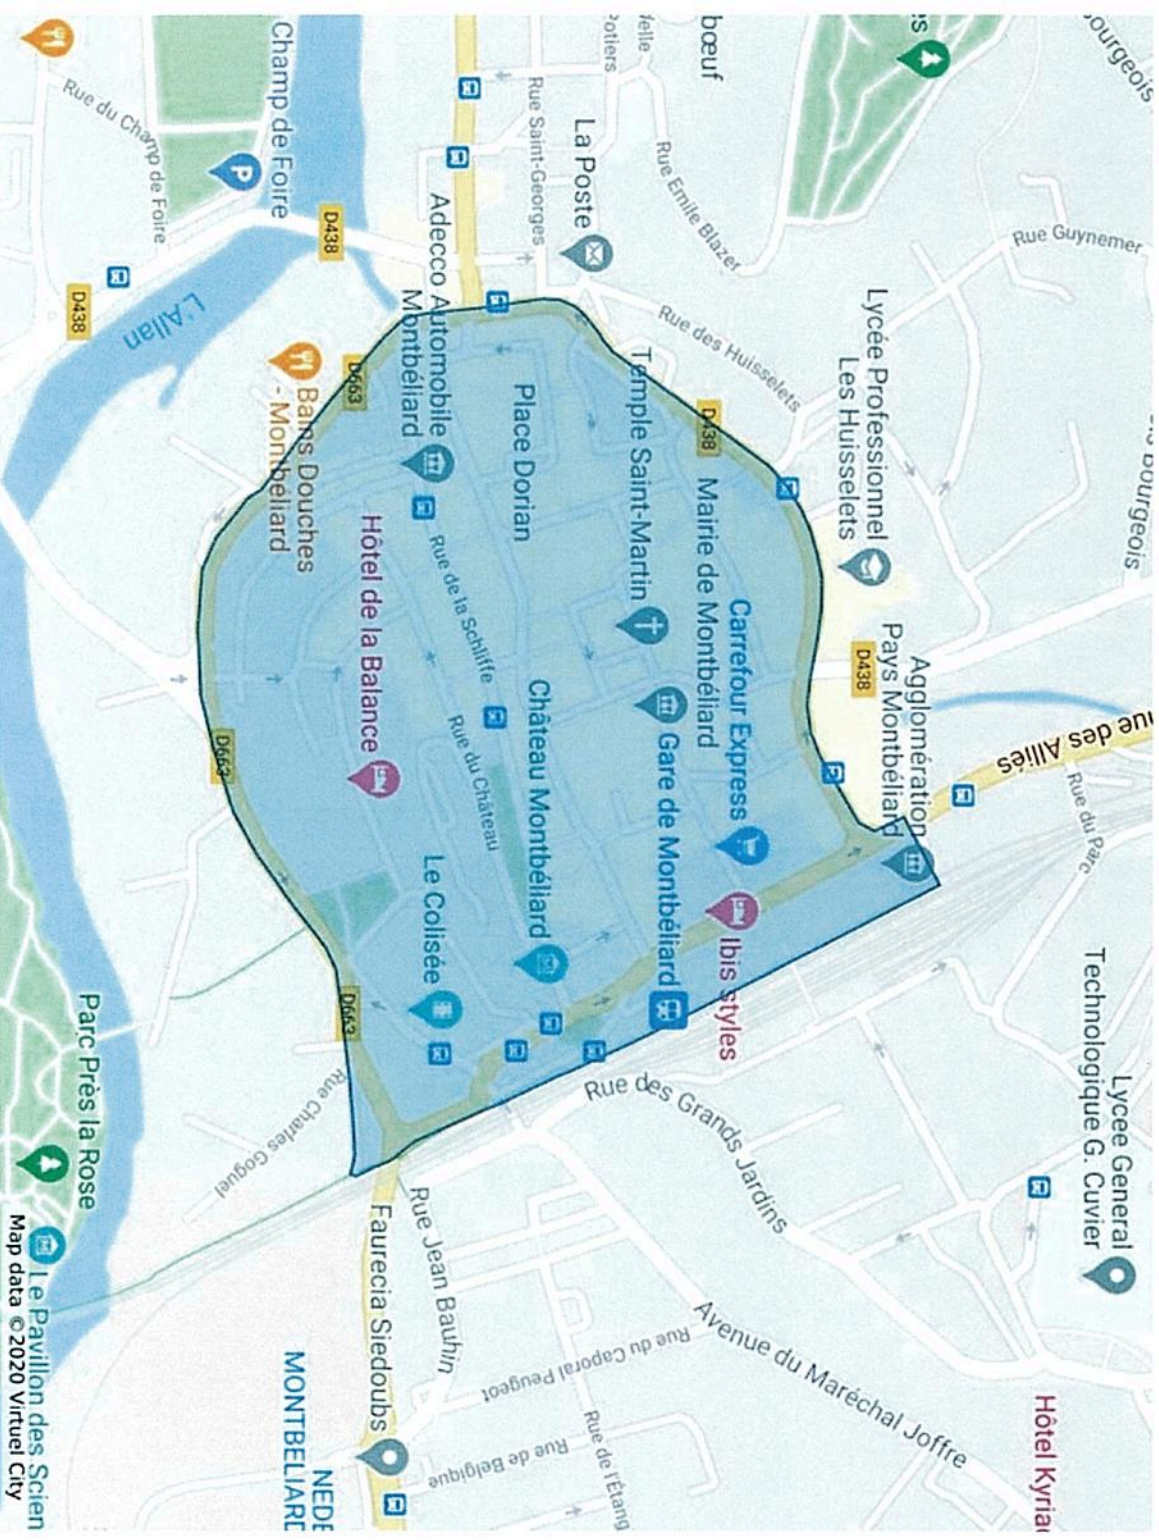 Bourgeois
Rue Guynemer
Bourgeois
Rue des Alliés
Rue du Parc
Lycee General
Technologique G. Cuvier
Hôtel Kyria
bœuf
Lycée Professionnel
Les Huisselets
D438
Agglomération
Pays Montbéliard
Potiers
Rue Emile Blazer
La Poste
Rue des Huisselets
D438
Mairie de Montbéliard
Carrefour Express
Ibis styles
Rue Saint-Georges
Temple Saint-Martin
Gare de Montbéliard
Rue des Grands Jardins
Avenue du Maréchal Joffre
Place Dorian
Château Montbéliard
Rue du Caporal Peugeot
Rue de l'Étang
Rue de Belgique
Adecco Automobile
Montbéliard
Rue de la Schliffe
Rue du Château
Le Colisée
Rue Jean Bauhin
Faurecia Siedoubs
Champ de Foire
P
D438
D663
Hôtel de la Balance
D663
Rue Charles Goguel
Bains Douches
- Montbéliard
D663
MONTBELIARD
Rue du Champ de Foire
D438
L'Allan
Parc Près la Rose
Le Pavillon des Scien
Map data ©2020 Virtuel City